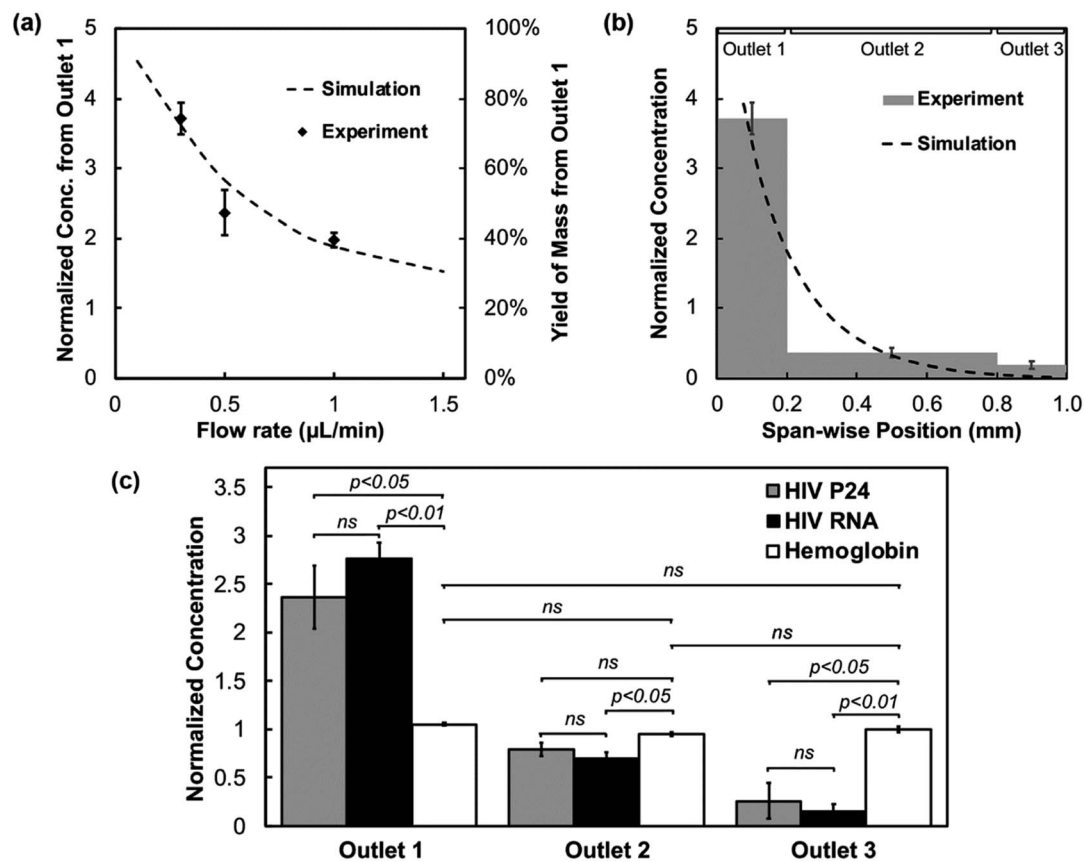 (a)
Normalized Conc. from Outlet 1
5
4
3
2
1
0
100%
80%
60%
40%
20%
0%
Yield of Mass from Outlet 1
Simulation
Experiment
0
0.5
1
1.5
Flow rate (µL/min)
(b)
Normalized Concentration
5
4
3
2
1
0
Outlet 1
Outlet 2
Outlet 3
Experiment
Simulation
0
0.2
0.4
0.6
0.8
1.0
Span-wise Position (mm)
(c)
Normalized Concentration
3.5
3
2.5
2
1.5
1
0.5
0
p<0.05
ns
p<0.01
HIV P24
HIV RNA
Hemoglobin
ns
ns
ns
ns
p<0.05
ns
p<0.05
p<0.01
ns
Outlet 1
Outlet 2
Outlet 3